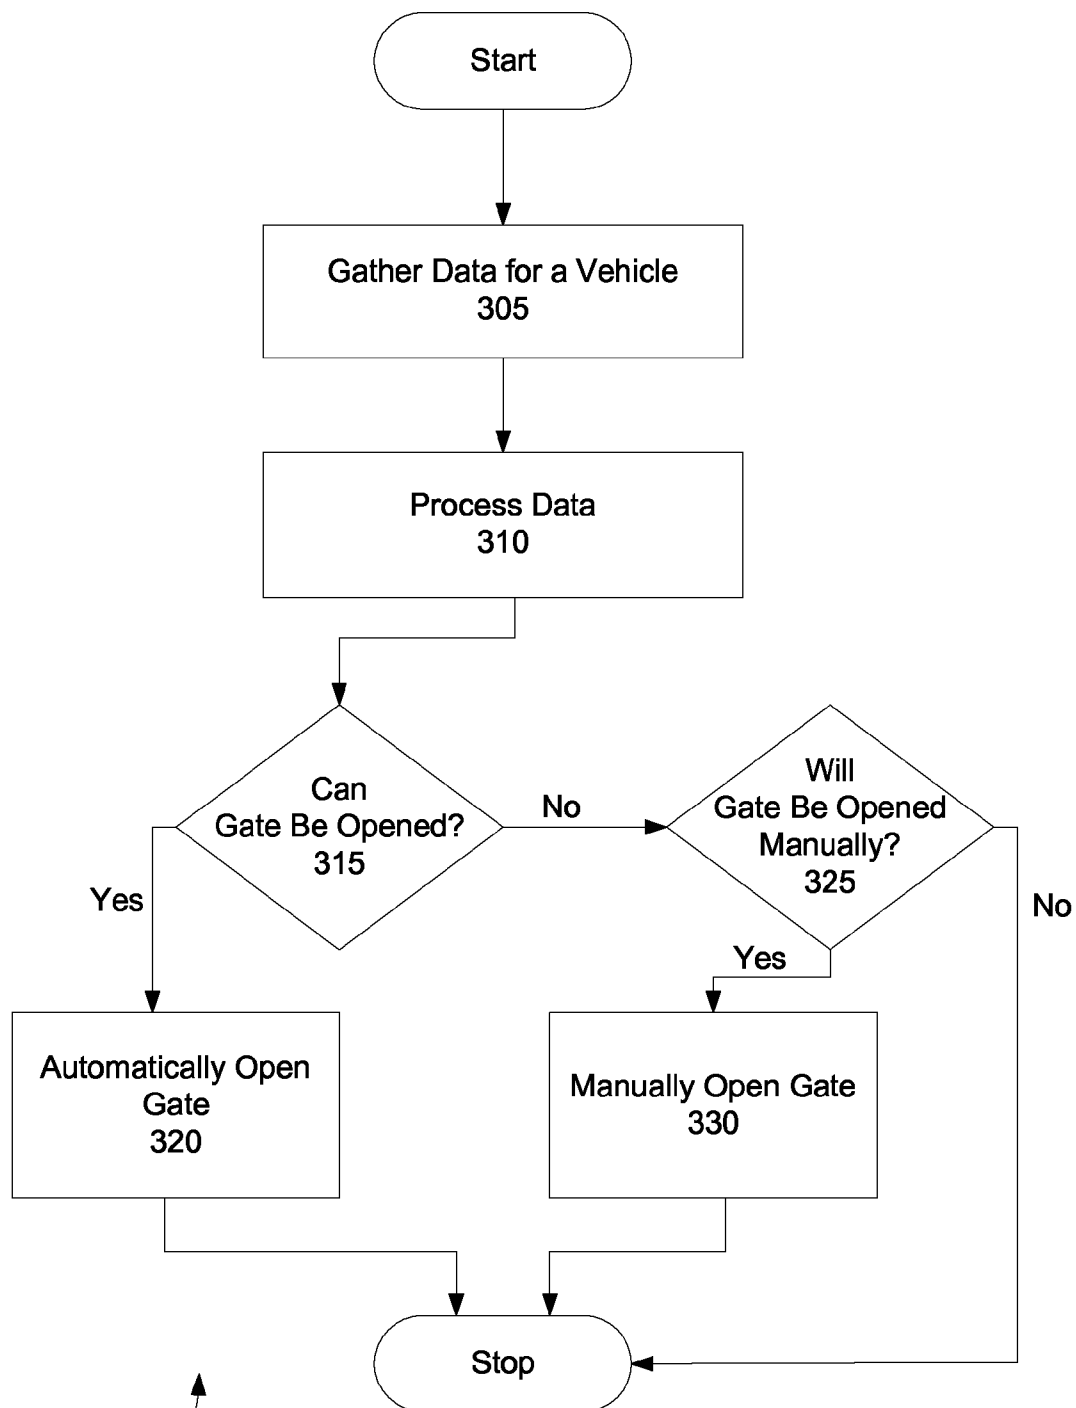 Start
Gather Data for a Vehicle
305
Process Data
310
Can
Gate Be Opened?
315
No
Will
Gate Be Opened
Manually?
325
Yes
No
Yes
Automatically Open
Gate
320
Manually Open Gate
330
Stop